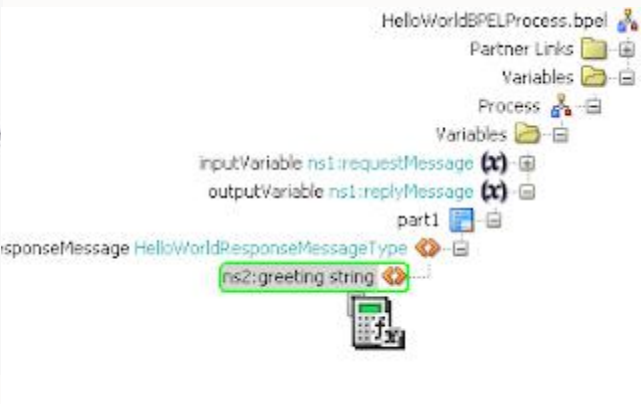 HelloWorldBPELProcess.bpel
Partner Links
Variables
Process
Variables
inputVariable ns1:requestMessage (x)
outputVariable ns1:replyMessage (x)
part1
esponseMessage HelloWorldResponseMessageType
ns2:greeting string
fx